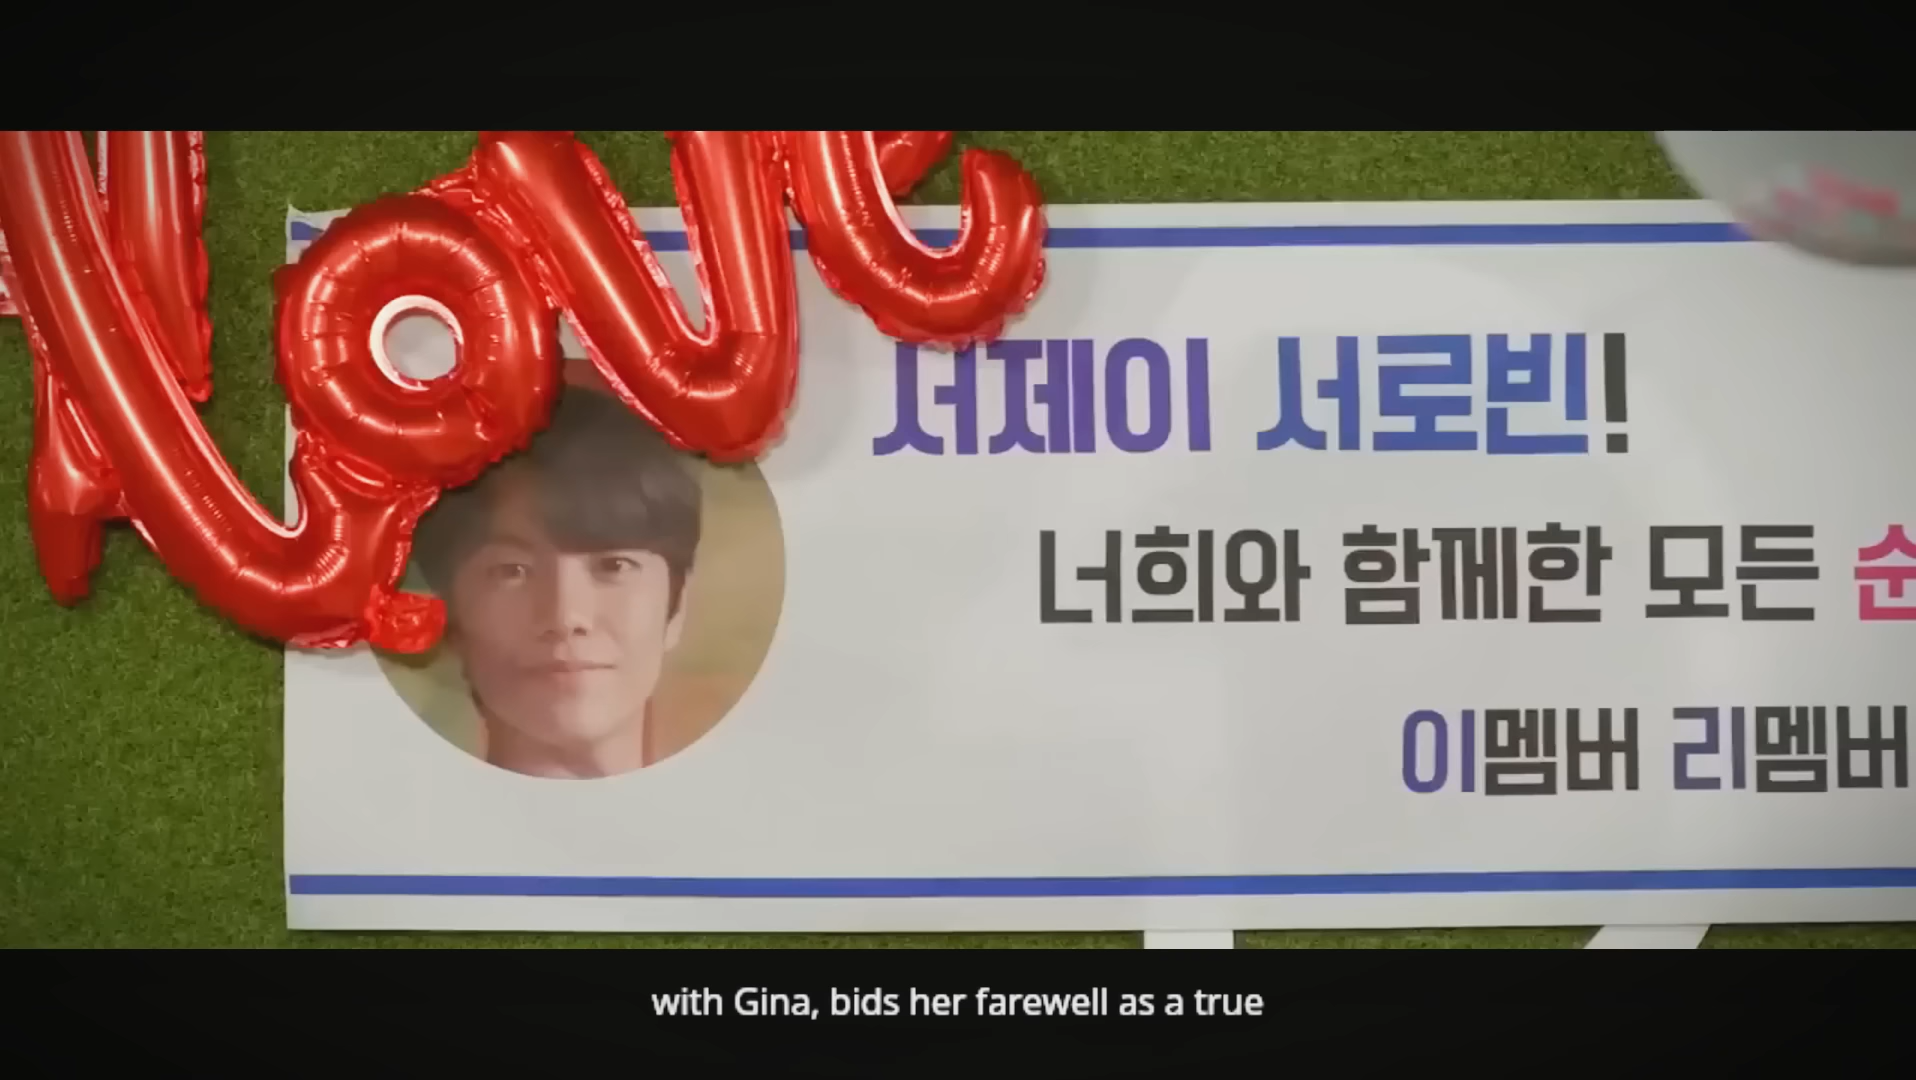 love
서제이 서로빈!
너희와 함께한 모든 순
이멤버 리멤버
with Gina, bids her farewell as a true